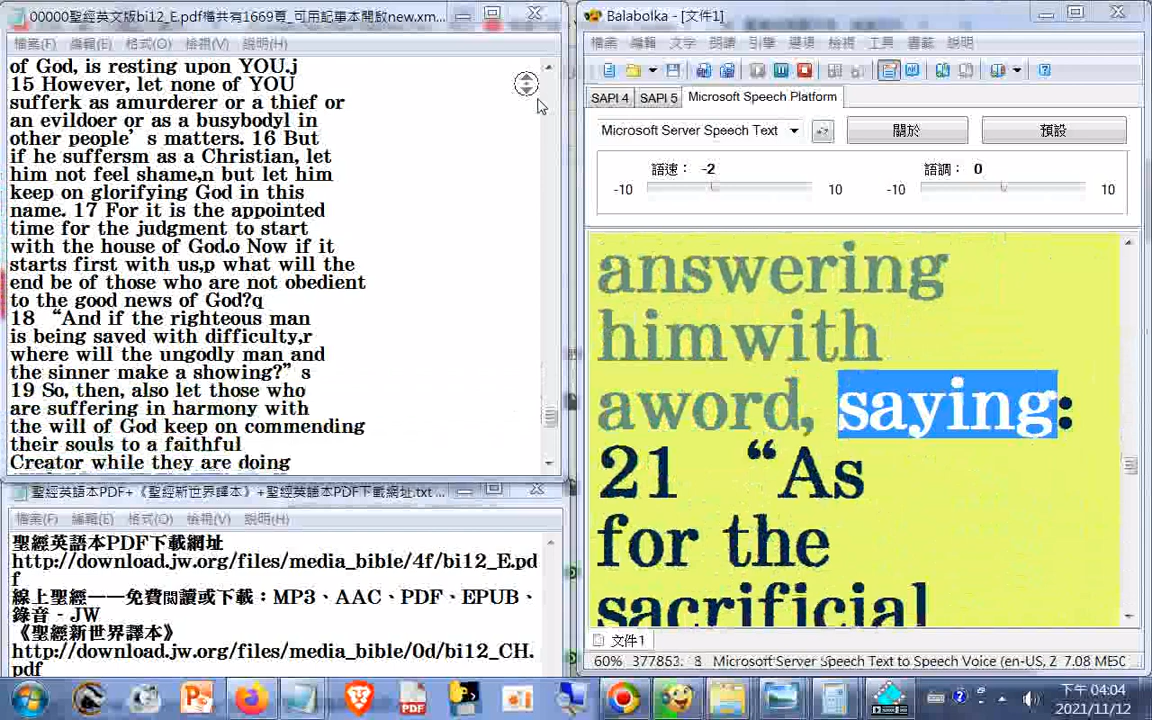 00000聖經英文版bi12_E.pdf檔共有1669頁_可用記事本開啟new.xm...
檔案(F) 編輯(E) 格式(O) 檢視(V) 說明(H)
of God, is resting upon YOU.j
15 However, let none of YOU
sufferk as amurderer or a thief or
an evildoer or as a busybodyl in
other people’s matters. 16 But
if he suffersm as a Christian, let
him not feel shame,n but let him
keep on glorifying God in this
name. 17 For it is the appointed
time for the judgment to start
with the house of God.o Now if it
starts first with us,p what will the
end be of those who are not obedient
to the good news of God?q
18 “And if the righteous man
is being saved with difficulty,r
where will the ungodly man and
the sinner make a showing?” s
19 So, then, also let those who
are suffering in harmony with
the will of God keep on commending
their souls to a faithful
Creator while they are doing
聖經英語本PDF+《聖經新世界譯本》+聖經英語本PDF下載網址.txt ...
檔案(F) 編輯(E) 格式(O) 檢視(V) 說明(H)
聖經英語本PDF下載網址
http://download.jw.org/files/media_bible/4f/bi12_E.pd
f
線上聖經——免費閱讀或下載：MP3、AAC、PDF、EPUB、
錄音 - JW
《聖經新世界譯本》
http://download.jw.org/files/media_bible/0d/bi12_CH.
pdf
Balabolka - [文件1]
檔案 編輯 文字 朗讀 引擎 選項 檢視 工具 書籤 說明
SAPI 4 SAPI 5 Microsoft Speech Platform
Microsoft Server Speech Text 關於 預設
語速： -2 語調： 0
-10 10 -10 10
answering
himwith
aword, saying:
21 “As
for the
sacrificial
文件1
60% 377853: 8 Microsoft Server Speech Text to Speech Voice (en-US, Z 7.08 MB
下午 04:04
2021/11/12